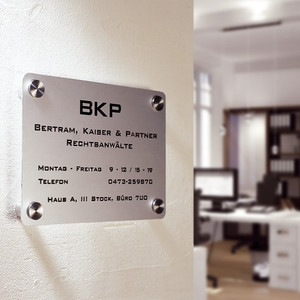 BKP
Bertram, Kaiser & Partner
Rechtsanwälte
Montag - Freitag 9 - 12 / 15 - 19
Telefon 0473-259870
Haus A, III Stock, Büro 700